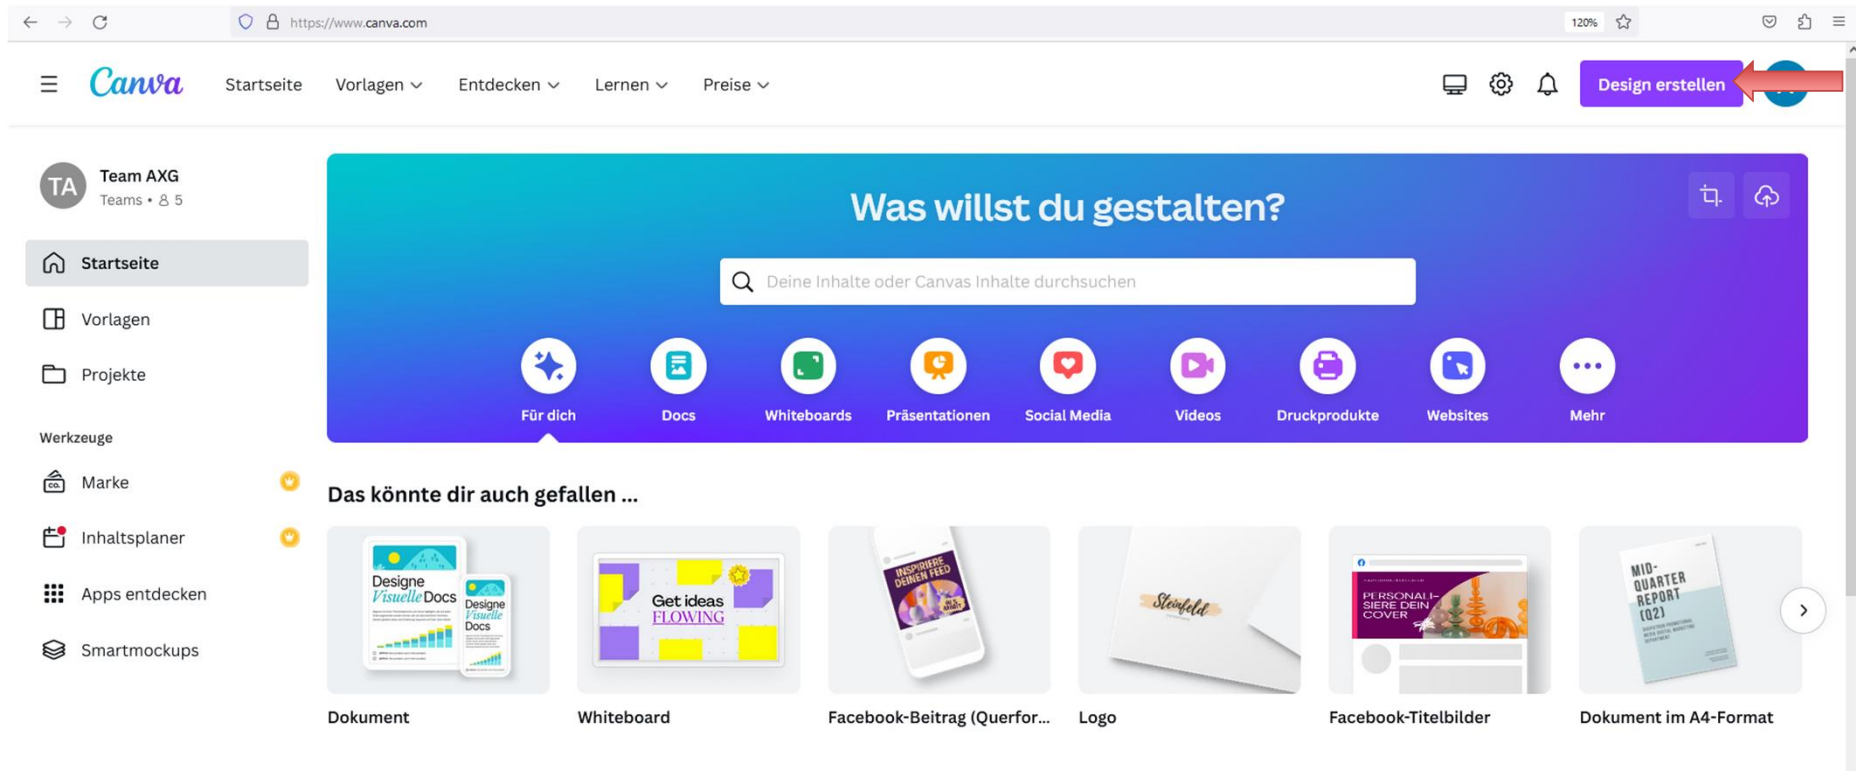 https://www.canva.com
120%
Canva
Startseite
Vorlagen
Entdecken
Lernen
Preise
Design erstellen
TA
Team AXG
Teams • 5
Startseite
Vorlagen
Projekte
Werkzeuge
Marke
Inhaltsplaner
Apps entdecken
Smartmockups
Was willst du gestalten?
Deine Inhalte oder Canvas Inhalte durchsuchen
Für dich
Docs
Whiteboards
Präsentationen
Social Media
Videos
Druckprodukte
Websites
Mehr
Das könnte dir auch gefallen ...
Designe
Visuelle Docs
Designe
Visuelle
Docs
Dokument
Get ideas
FLOWING
Whiteboard
INSPIRIERE
DEINEN FEED
Facebook-Beitrag (Querfor...
Steinfeld
Logo
PERSONALI-
SIERE DEIN
COVER
Facebook-Titelbilder
MID-
QUARTER
REPORT
(Q2)
Dokument im A4-Format